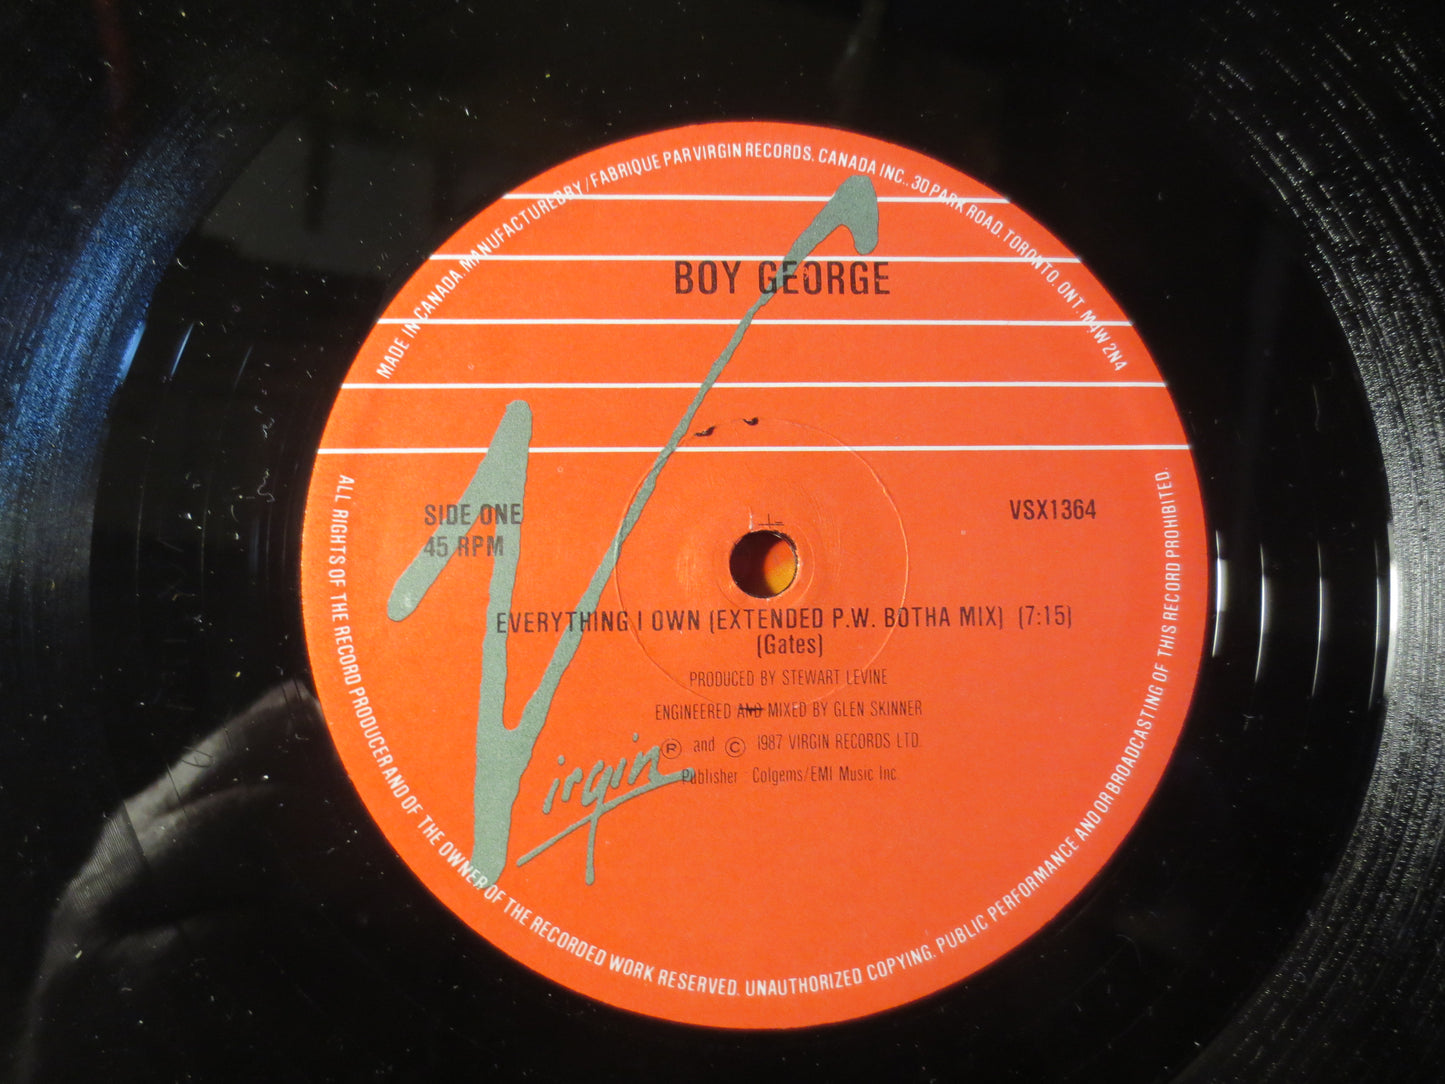 MADE IN CANADA. MANUFACTURED BY / FABRIQUE PAR VIRGIN RECORDS. CANADA INC., 3D PARK ROAD. TORONTO. ONT. M4W 2N4
BOY GEORGE
SIDE ONE
45 RPM
VSX1364
EVERYTHING I OWN (EXTENDED P.W. BOTHA MIX) (7:15)
(Gates)
PRODUCED BY STEWART LEVINE
ENGINEERED AND MIXED BY GLEN SKINNER
℗ and © 1987 VIRGIN RECORDS LTD.
Publisher : Colgems/EMI Music Inc.
Virgin
ALL RIGHTS OF THE RECORD PRODUCER AND OF THE OWNER OF THE RECORDED WORK RESERVED. UNAUTHORIZED COPYING. PUBLIC PERFORMANCE AND OR BROADCASTING OF THIS RECORD PROHIBITED.